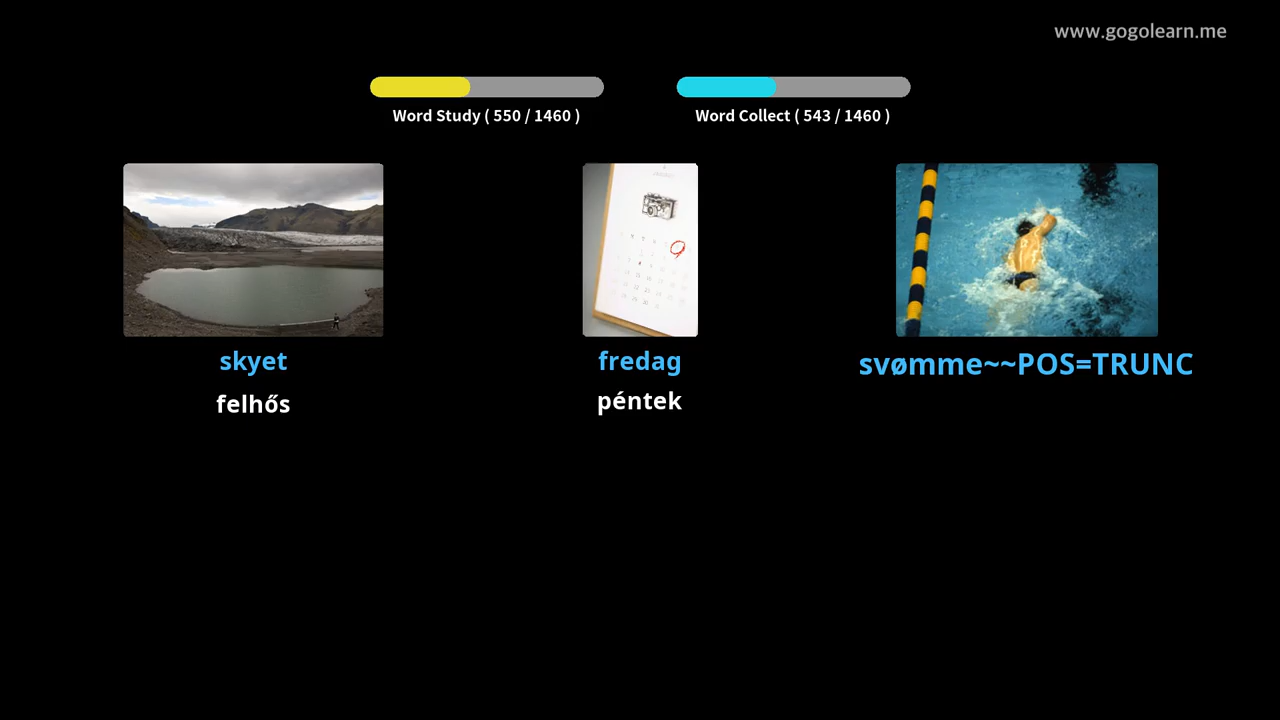 www.gogolearn.me
Word Study ( 550 / 1460 )
Word Collect ( 543 / 1460 )
skyet
fredag
svømme~~POS=TRUNC
felhős
péntek